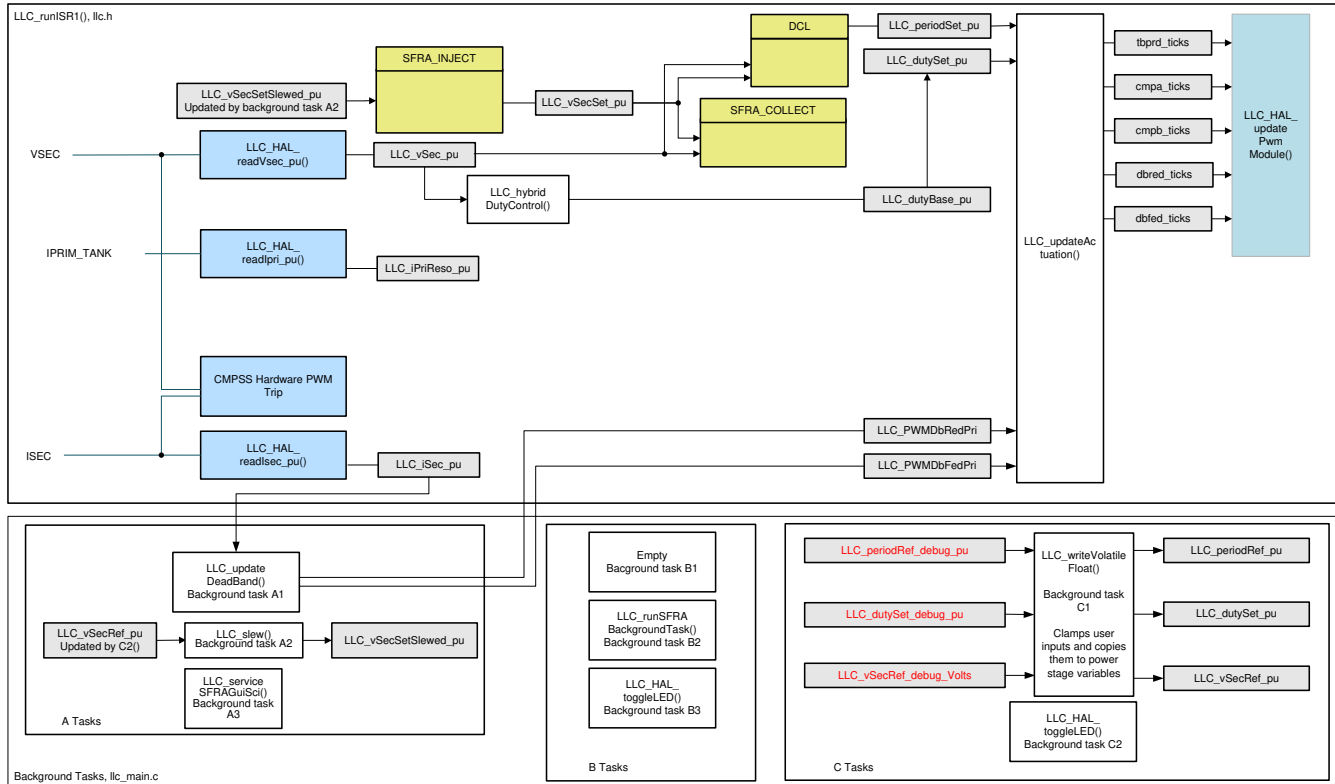 LLC_runISR1(), llc.h
LLC_vSecSetSlewed_pu
Updated by background task A2
SFRA_INJECT
LLC_vSecSet_pu
DCL
SFRA_COLLECT
LLC_periodSet_pu
LLC_dutySet_pu
VSEC
LLC_HAL_
readVsec_pu()
LLC_vSec_pu
LLC_hybrid
DutyControl()
LLC_dutyBase_pu
IPRIM_TANK
LLC_HAL_
readIpri_pu()
LLC_iPriReso_pu
CMPSS Hardware PWM
Trip
ISEC
LLC_HAL_
readIsec_pu()
LLC_iSec_pu
LLC_PWMDbRedPri
LLC_PWMDbFedPri
LLC_updateAc
tuation()
tbprd_ticks
cmpa_ticks
cmpb_ticks
dbred_ticks
dbfed_ticks
LLC_HAL_
update
Pwm
Module()
LLC_update
DeadBand()
Background task A1
LLC_vSecRef_pu
Updated by C2()
LLC_slew()
Background task A2
LLC_vSecSetSlewed_pu
LLC_service
SFRAGuiSci()
Background task
A3
A Tasks
Empty
Bacground task B1
LLC_runSFRA
BackgroundTask()
Background task B2
LLC_HAL_
toggleLED()
Background task B3
B Tasks
LLC_periodRef_debug_pu
LLC_dutySet_debug_pu
LLC_vSecRef_debug_Volts
LLC_writeVolatile
Float()
Background task
C1
Clamps user
inputs and copies
them to power
stage variables
LLC_periodRef_pu
LLC_dutySet_pu
LLC_vSecRef_pu
LLC_HAL_
toggleLED()
Background task C2
C Tasks
Background Tasks, llc_main.c